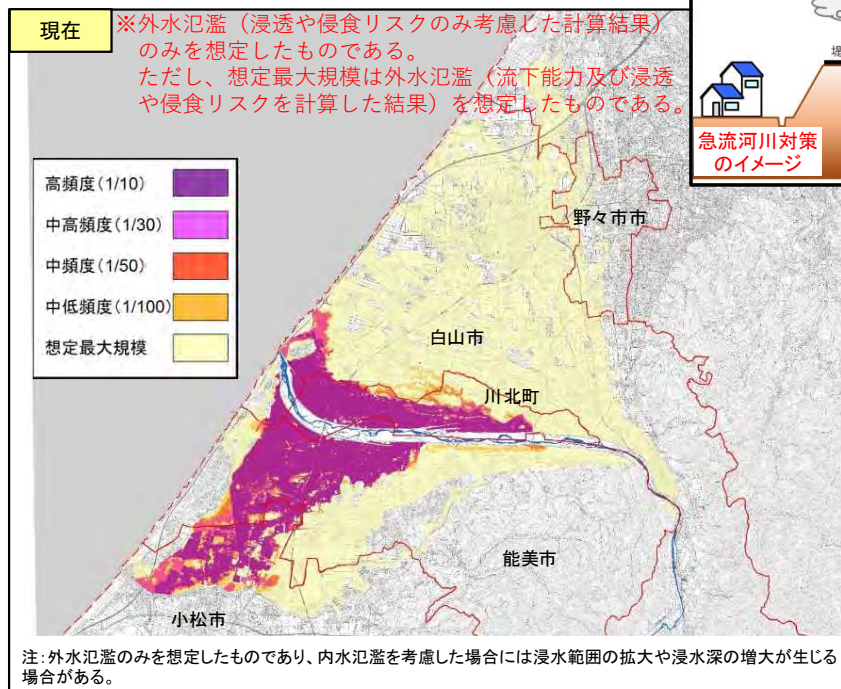 現在
※外水氾濫（浸透や侵食リスクのみ考慮した計算結果）
のみを想定したものである。
ただし、想定最大規模は外水氾濫（流下能力及び浸透
や侵食リスクを計算した結果）を想定したものである。
堤
急流河川対策
のイメージ
高頻度(1/10)
中高頻度(1/30)
中頻度(1/50)
中低頻度(1/100)
想定最大規模
野々市市
白山市
川北町
能美市
小松市
注：外水氾濫のみを想定したものであり、内水氾濫を考慮した場合には浸水範囲の拡大や浸水深の増大が生じる
場合がある。